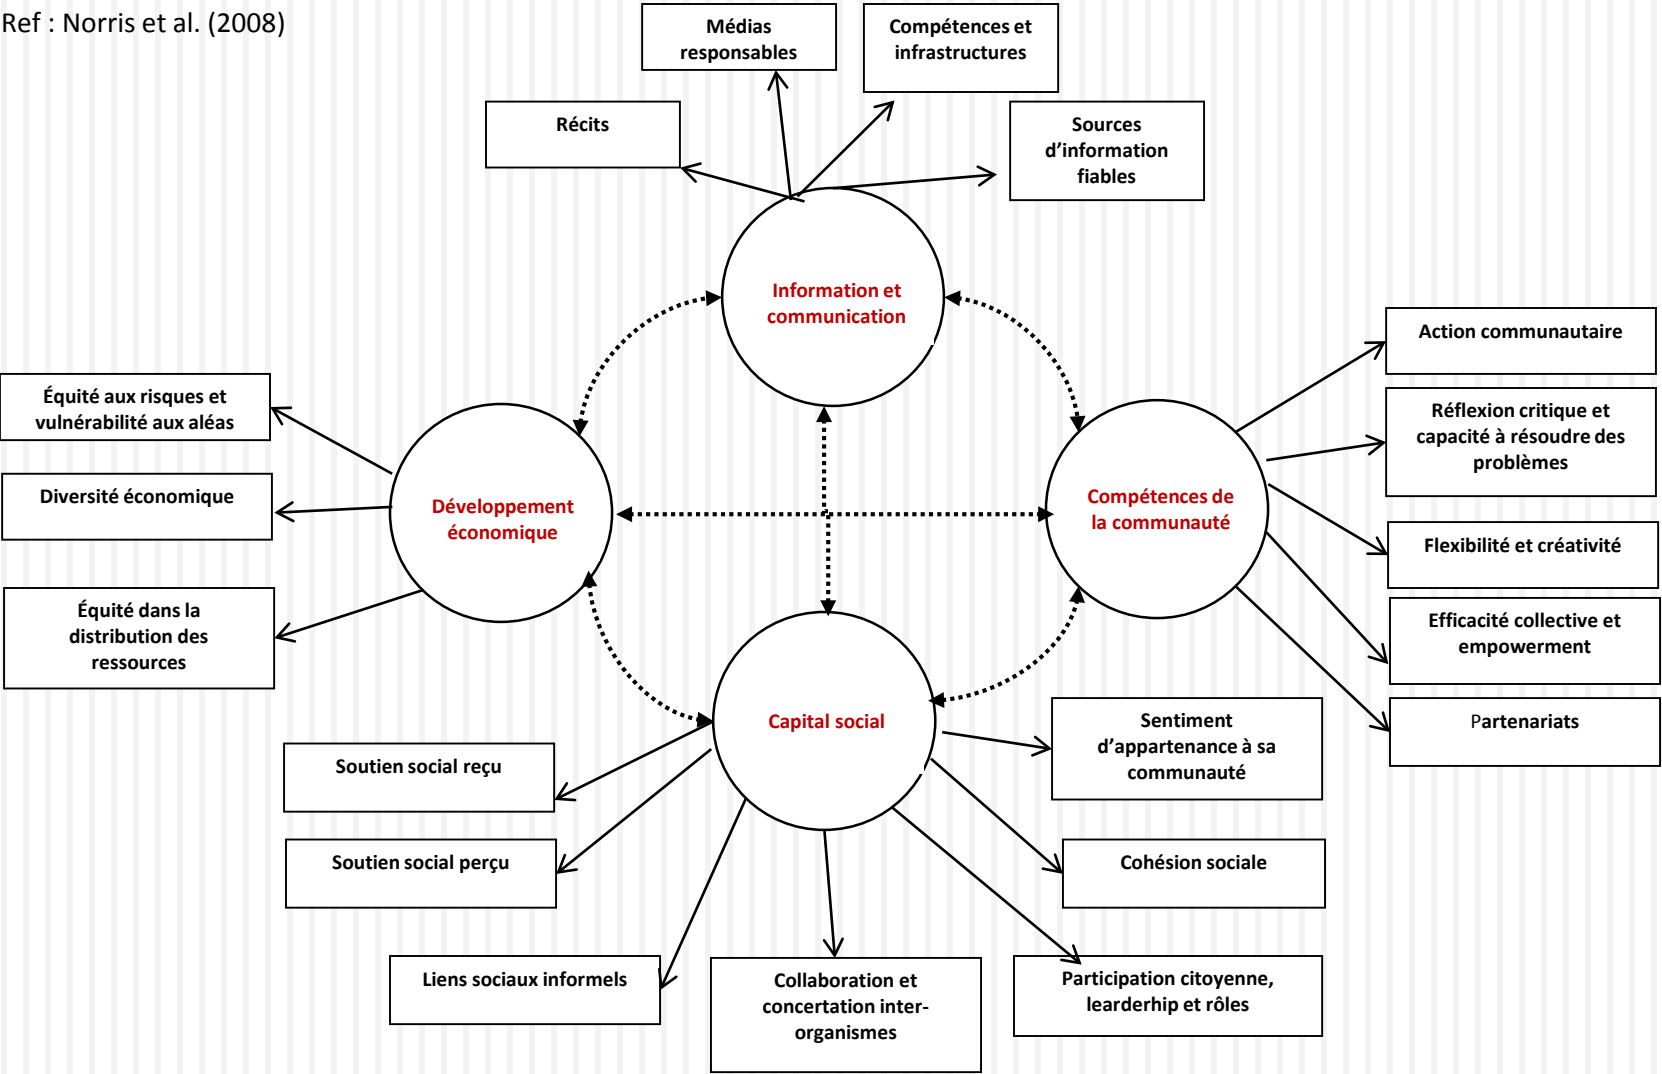 Ref : Norris et al. (2008)
Médias
responsables
Compétences et
infrastructures
Récits
Sources
d’information
fiables
Information et
communication
Action communautaire
Équité aux risques et
vulnérabilité aux aléas
Réflexion critique et
capacité à résoudre des
problèmes
Diversité économique
Développement
économique
Compétences de
la communauté
Flexibilité et créativité
Équité dans la
distribution des
ressources
Efficacité collective et
empowerment
Capital social
Sentiment
d’appartenance à sa
communauté
Partenariats
Soutien social reçu
Soutien social perçu
Cohésion sociale
Liens sociaux informels
Collaboration et
concertation inter-
organismes
Participation citoyenne,
learderhip et rôles